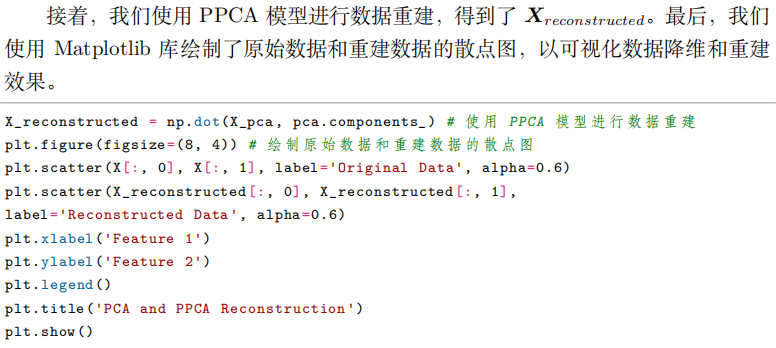 接着，我们使用 PPCA 模型进行数据重建，得到了 X_reconstructed。最后，我们
使用 Matplotlib 库绘制了原始数据和重建数据的散点图，以可视化数据降维和重建
效果。
X_reconstructed = np.dot(X_pca, pca.components_) # 使用 PPCA 模型进行数据重建
plt.figure(figsize=(8, 4)) # 绘制原始数据和重建数据的散点图
plt.scatter(X[:, 0], X[:, 1], label='Original Data', alpha=0.6)
plt.scatter(X_reconstructed[:, 0], X_reconstructed[:, 1],
label='Reconstructed Data', alpha=0.6)
plt.xlabel('Feature 1')
plt.ylabel('Feature 2')
plt.legend()
plt.title('PCA and PPCA Reconstruction')
plt.show()